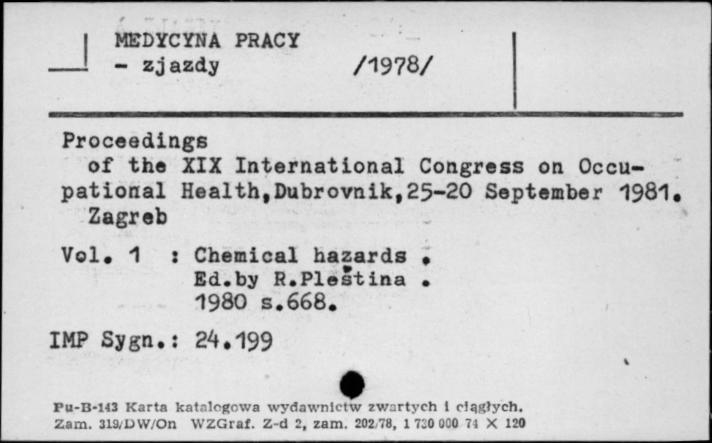 MEDYCYNA PRACY
- zjazdy /1978/
Proceedings
of the XIX International Congress on Occu-
pational Health,Dubrovnik,25-20 September 1981.
Zagreb
Vol. 1 : Chemical hazards .
Ed.by R.Pleština .
1980 s.668.
IMP Sygn.: 24.199
Pu-B-143 Karta katalogowa wydawnictw zwartych i ciągłych.
Zam. 319/DW/On WZGraf. Z-d 2, zam. 202/78, 1 730 000 74 X 120